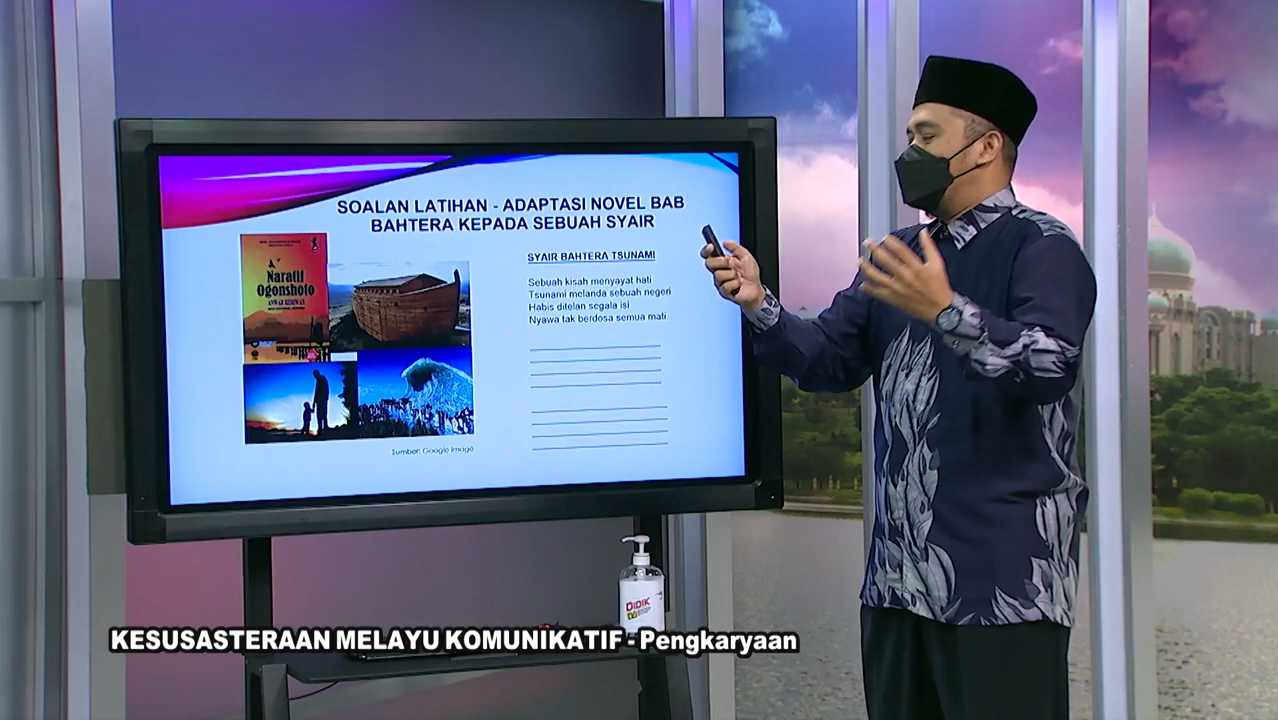 SOALAN LATIHAN - ADAPTASI NOVEL BAB
BAHTERA KEPADA SEBUAH SYAIR
Naratif
Ogonshoto
ANWAR RIDHWAN
SYAIR BAHTERA TSUNAMI
Sebuah kisah menyayat hati
Tsunami melanda sebuah negeri
Habis ditelan segala isi
Nyawa tak berdosa semua mati.
Sumber: Google Image
DIDIK
KESUSASTERAAN MELAYU KOMUNIKATIF - Pengkaryaan